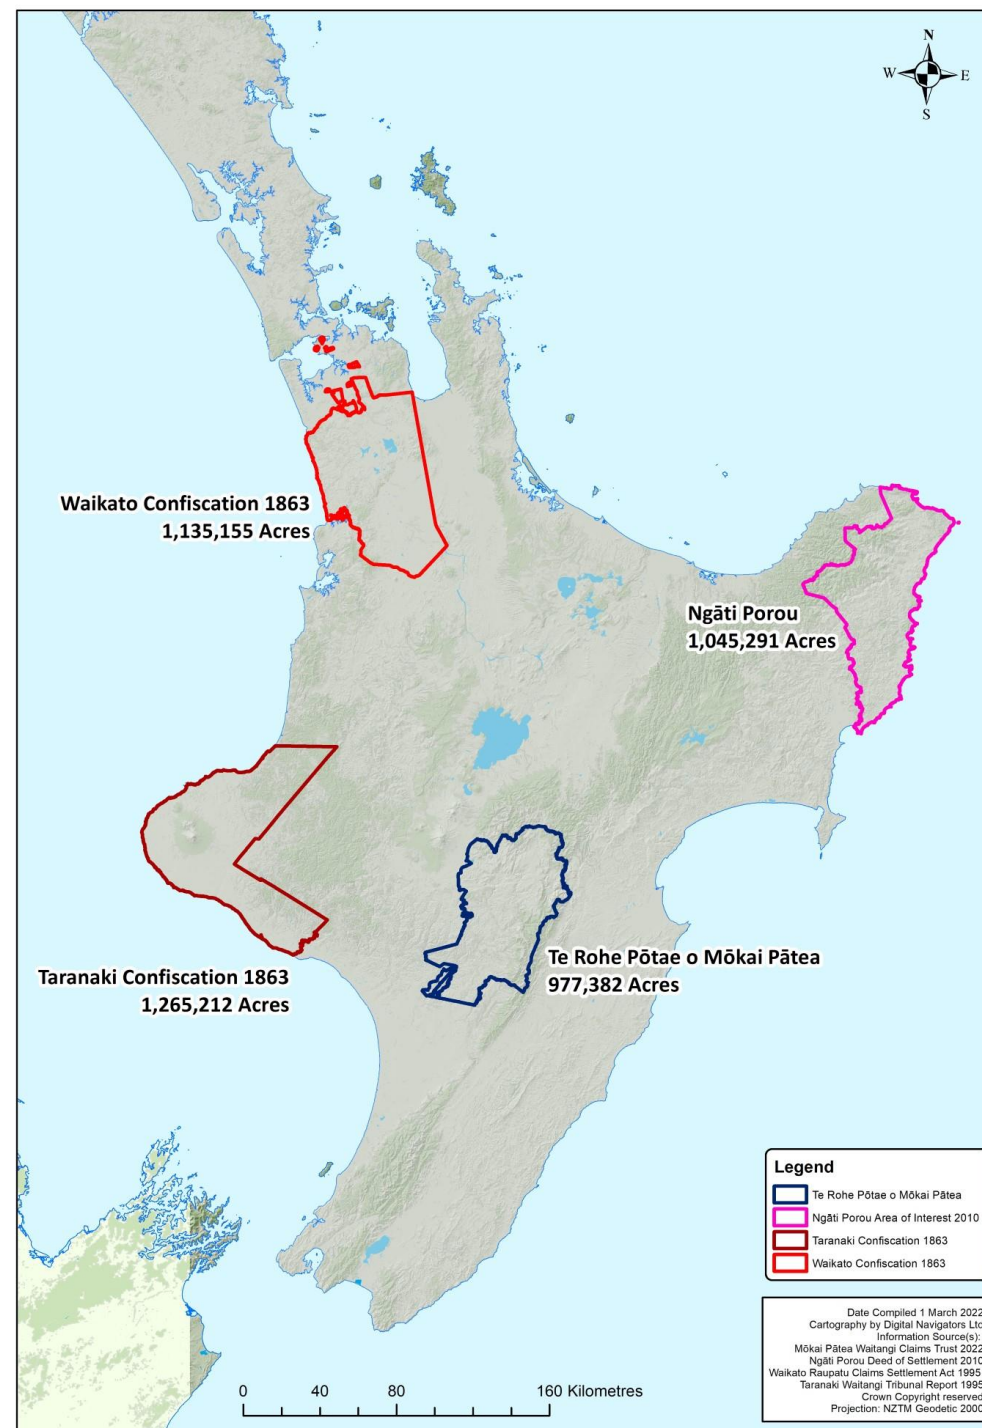 N
W E
S
Waikato Confiscation 1863
1,135,155 Acres
Ngāti Porou
1,045,291 Acres
Te Rohe Pōtae o Mōkai Pātea
977,382 Acres
Taranaki Confiscation 1863
1,265,212 Acres
Legend
Te Rohe Pōtae o Mōkai Pātea
Ngāti Porou Area of Interest 2010
Taranaki Confiscation 1863
Waikato Confiscation 1863
Date Compiled 1 March 2022
Cartography by Digital Navigators Ltd
Information Source(s):
Mōkai Pātea Waitangi Claims Trust 2022
Ngāti Porou Deed of Settlement 2010
Waikato Raupatu Claims Settlement Act 1995
Taranaki Waitangi Tribunal Report 1995
Crown Copyright reserved
Projection: NZTM Geodetic 2000
0 40 80 160 Kilometres